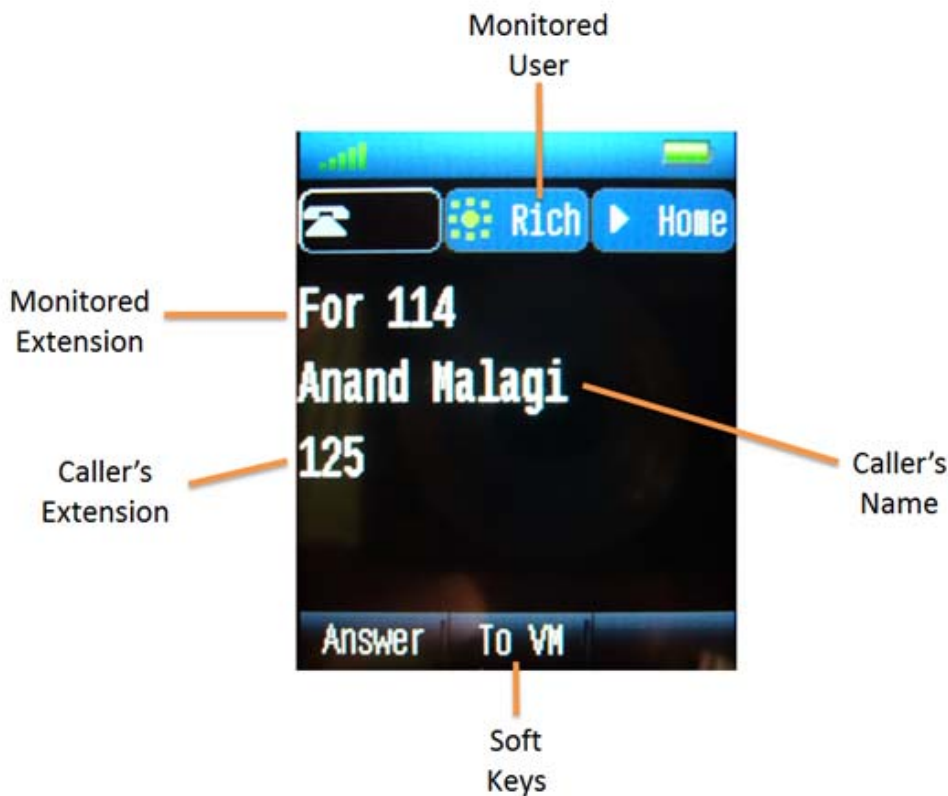 Monitored
User
Rich
Home
Monitored
Extension
For 114
Anand Malagi
125
Caller's
Extension
Caller's
Name
Answer
To VM
Soft
Keys